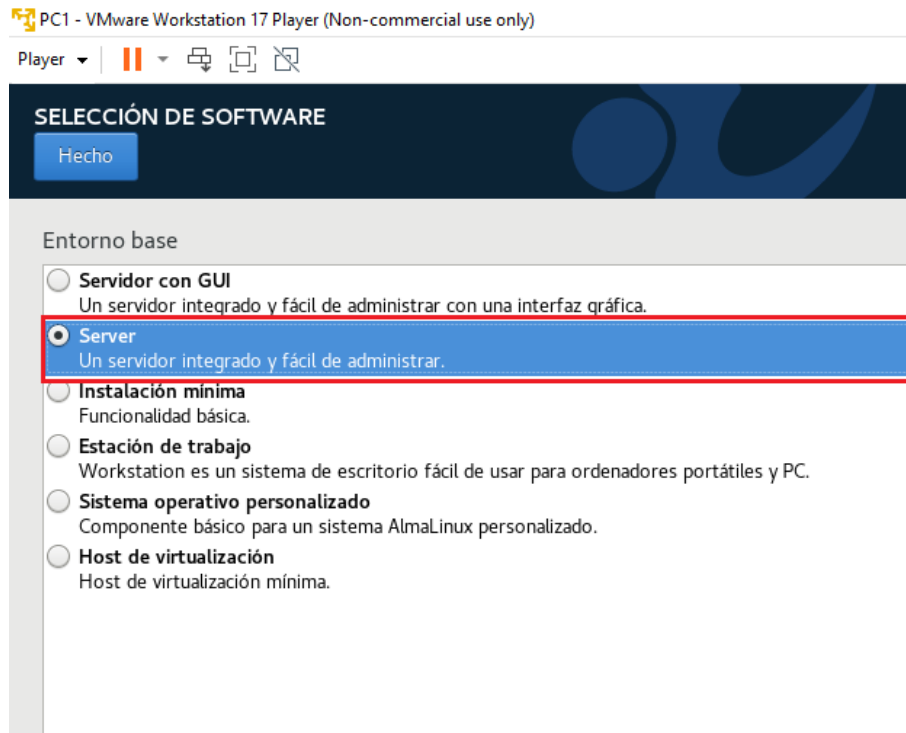 PC1 - VMware Workstation 17 Player (Non-commercial use only)
Player
SELECCIÓN DE SOFTWARE
Hecho
Entorno base
Servidor con GUI
Un servidor integrado y fácil de administrar con una interfaz gráfica.
Server
Un servidor integrado y fácil de administrar.
Instalación mínima
Funcionalidad básica.
Estación de trabajo
Workstation es un sistema de escritorio fácil de usar para ordenadores portátiles y PC.
Sistema operativo personalizado
Componente básico para un sistema AlmaLinux personalizado.
Host de virtualización
Host de virtualización mínima.